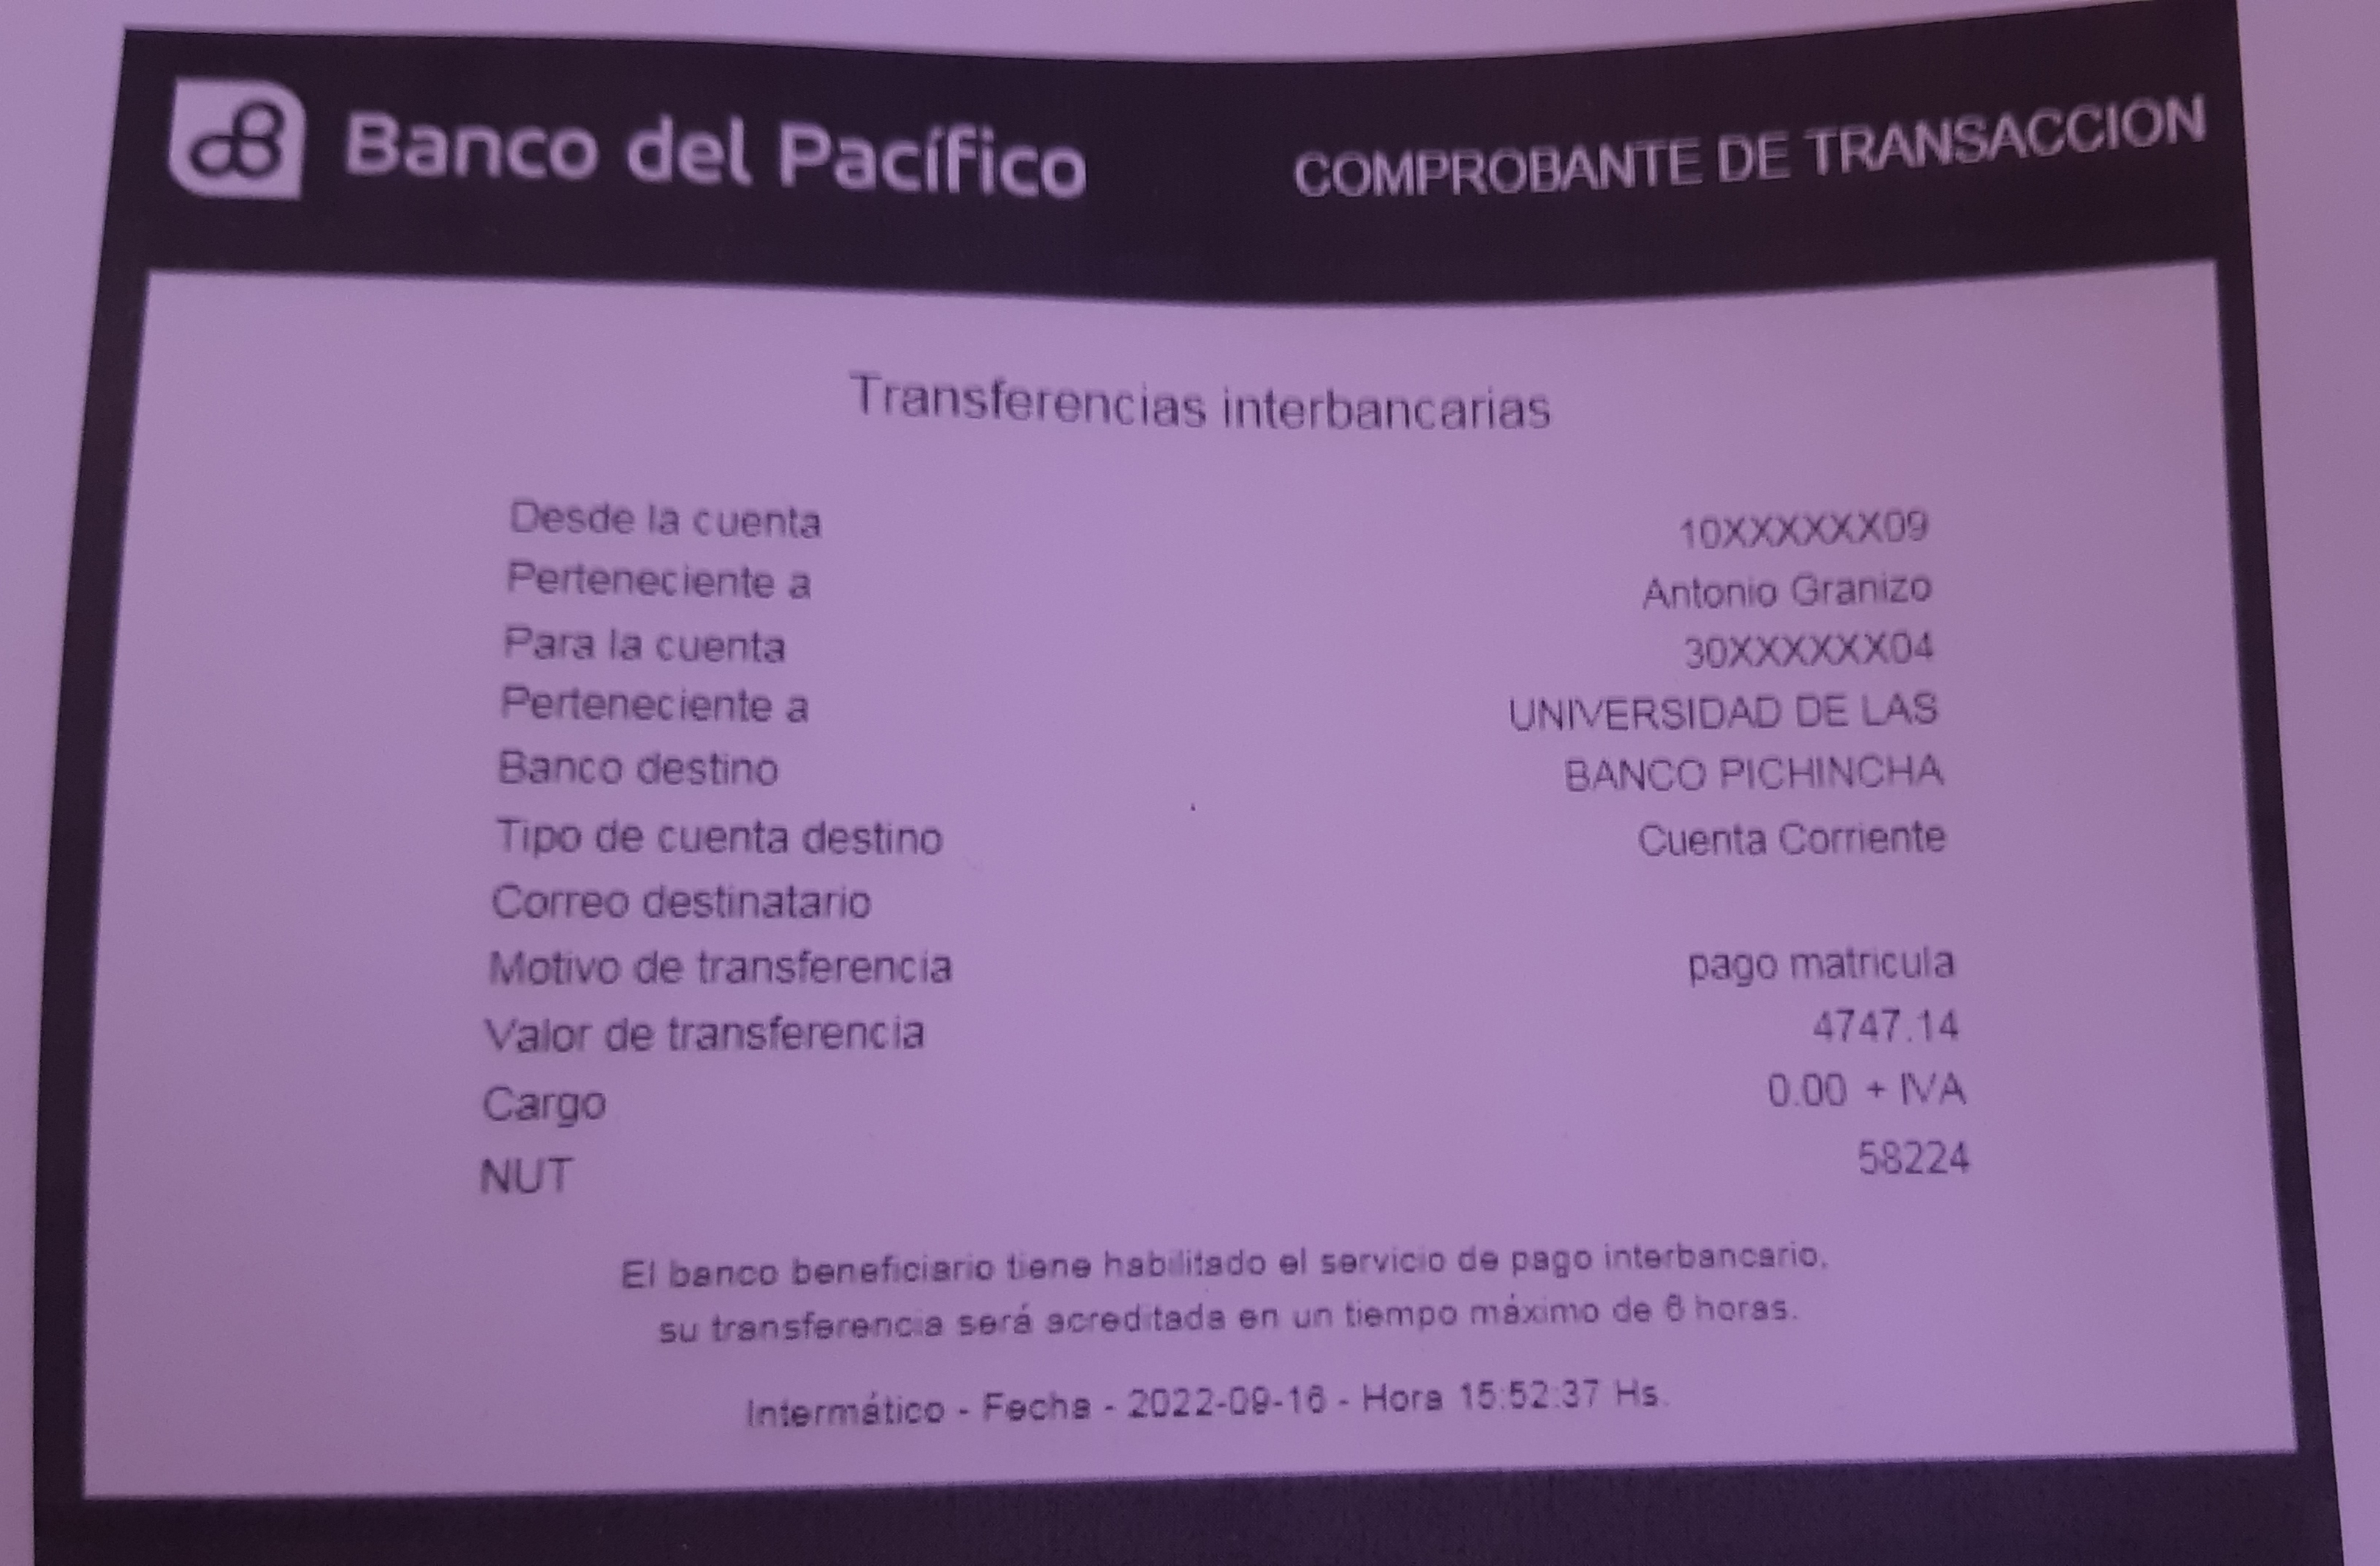 Banco del Pacífico COMPROBANTE DE TRANSACCION
Transferencias interbancarias
Desde la cuenta 10XXXXXX09
Perteneciente a Antonio Granizo
Para la cuenta 30XXXXXX04
Perteneciente a UNIVERSIDAD DE LAS
Banco destino BANCO PICHINCHA
Tipo de cuenta destino Cuenta Corriente
Correo destinatario
Motivo de transferencia pago matricula
Valor de transferencia 4747.14
Cargo 0.00 + IVA
NUT 58224
El banco beneficiario tiene habilitado el servicio de pago interbancario,
su transferencia será acreditada en un tiempo máximo de 6 horas.
Intermático - Fecha - 2022-09-16 - Hora 15:52:37 Hs.